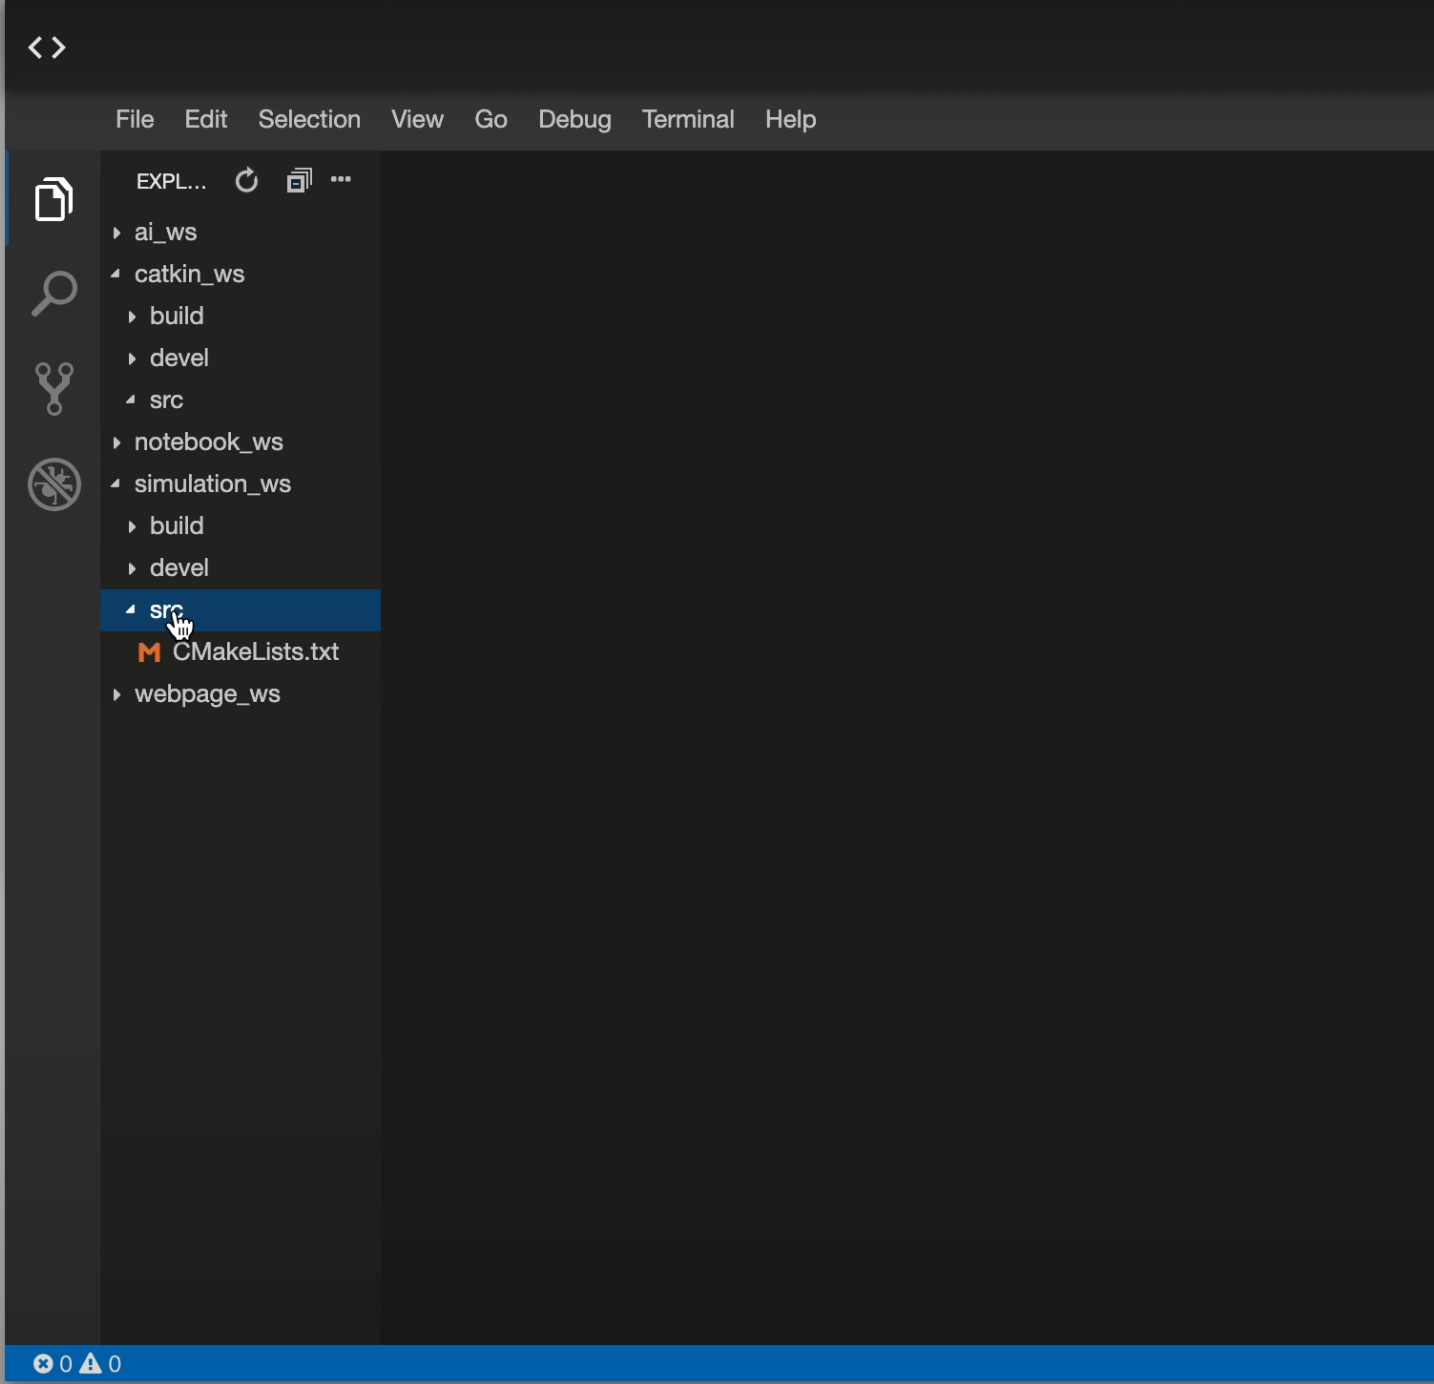 File Edit Selection View Go Debug Terminal Help
EXPL...
ai_ws
catkin_ws
build
devel
src
notebook_ws
simulation_ws
build
devel
src
M CMakeLists.txt
webpage_ws
0 0